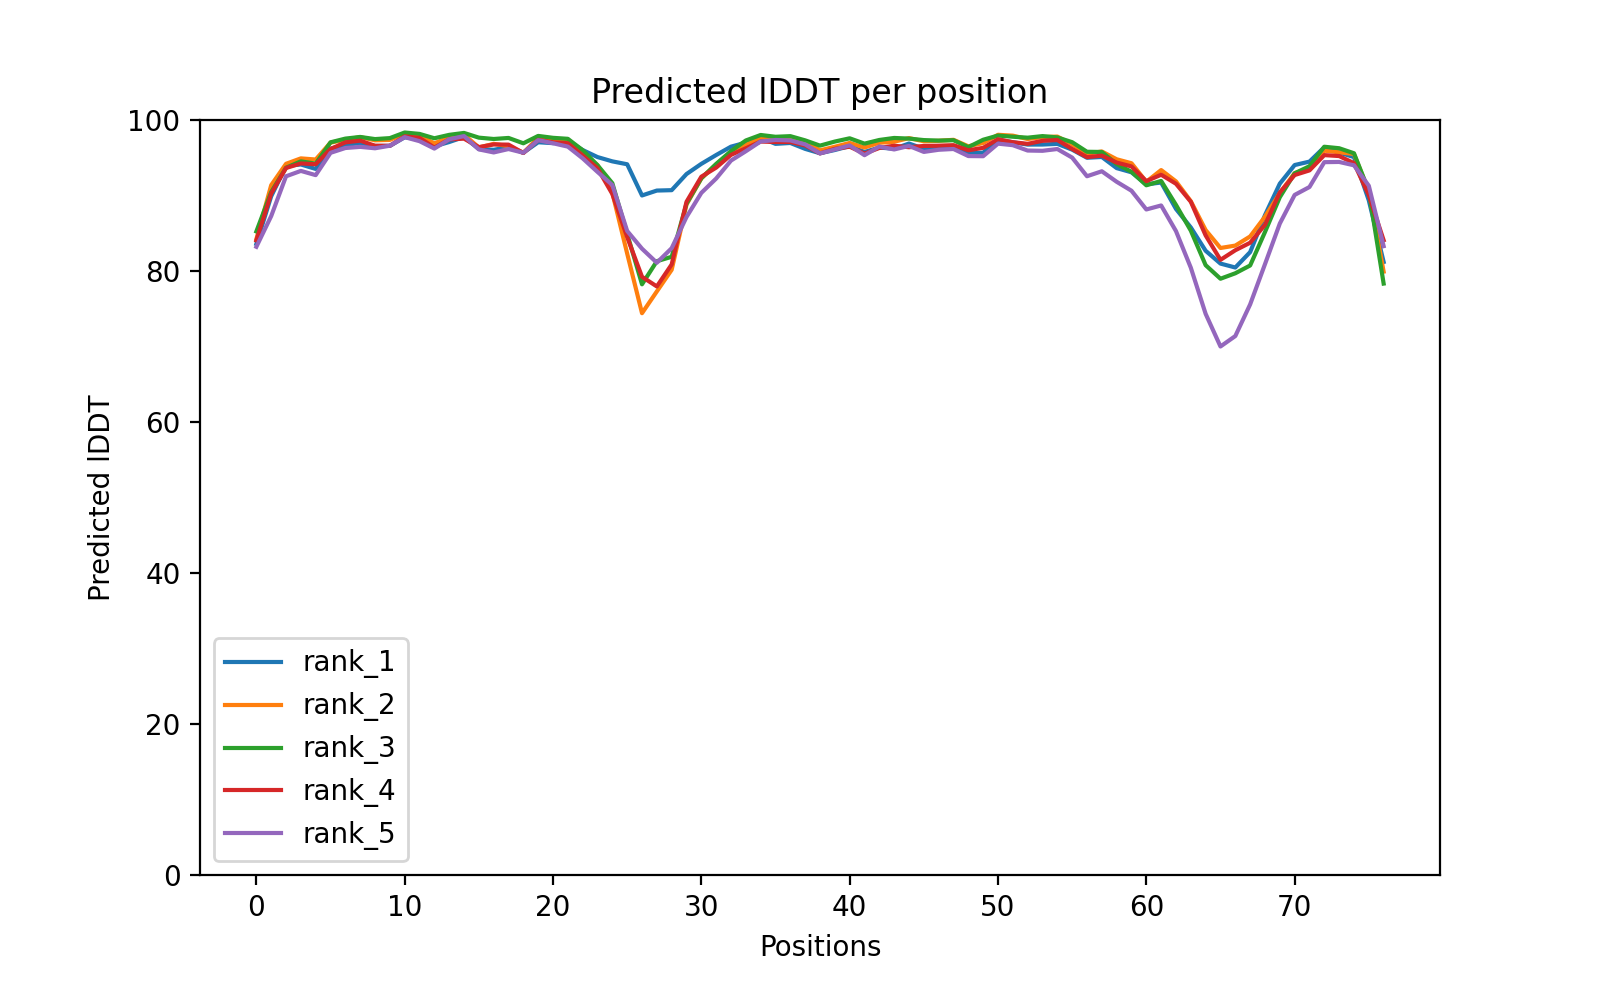 Predicted lDDT per position
100
80
60
40
20
0
Predicted lDDT
rank_1
rank_2
rank_3
rank_4
rank_5
0 10 20 30 40 50 60 70
Positions